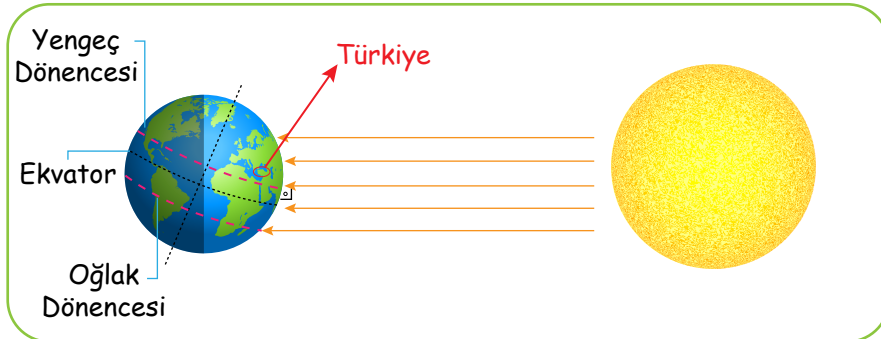 Yengeç
Dönencesi
Türkiye
Ekvator
Oğlak
Dönencesi